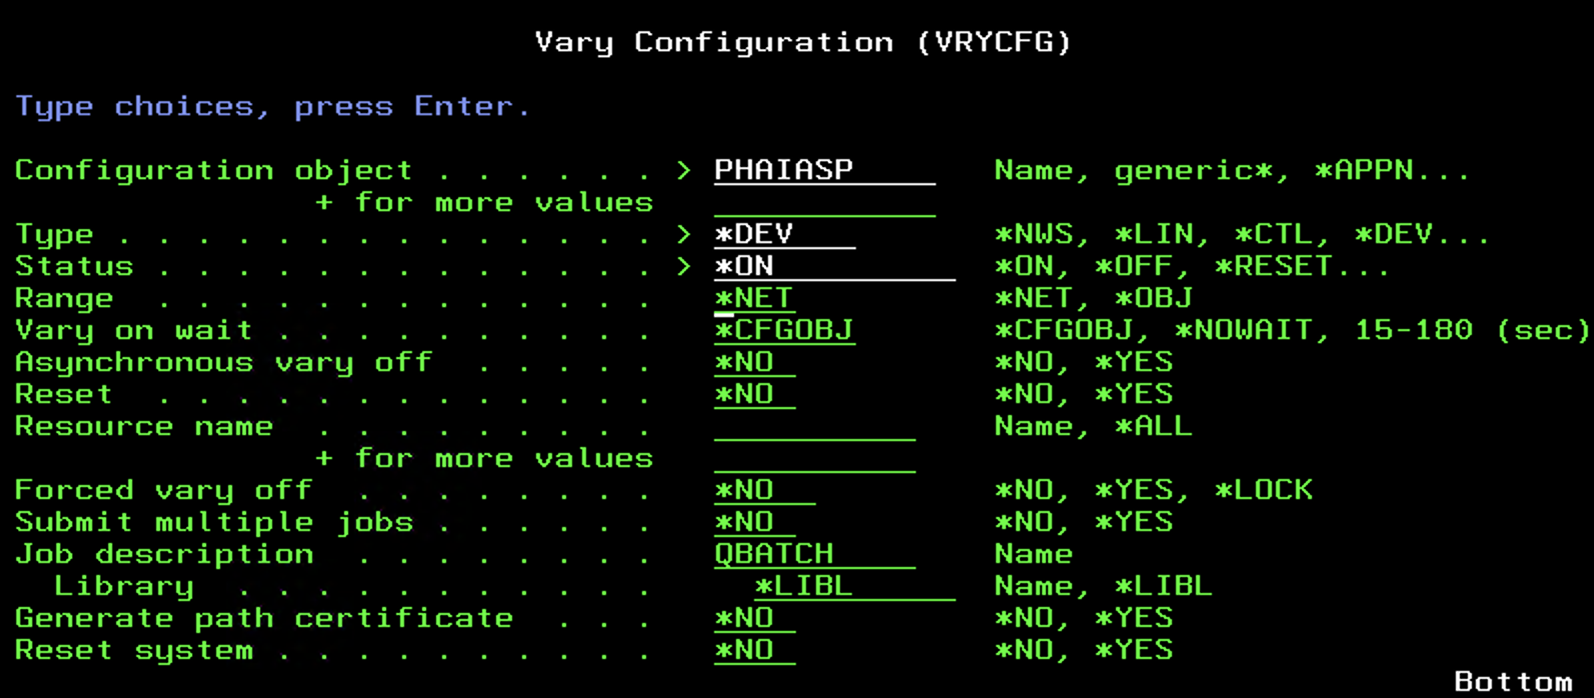 Vary Configuration (VRYCFG)
Type choices, press Enter.
Configuration object . . . . . . > PHAIASP Name, generic*, *APPN...
+ for more values
Type . . . . . . . . . . . . . . > *DEV *NWS, *LIN, *CTL, *DEV...
Status . . . . . . . . . . . . . > *ON *ON, *OFF, *RESET...
Range . . . . . . . . . . . . . *NET *NET, *OBJ
Vary on wait . . . . . . . . . . *CFGOBJ *CFGOBJ, *NOWAIT, 15-180 (sec)
Asynchronous vary off . . . . . *NO *NO, *YES
Reset . . . . . . . . . . . . . *NO *NO, *YES
Resource name . . . . . . . . . Name, *ALL
+ for more values
Forced vary off . . . . . . . . *NO *NO, *YES, *LOCK
Submit multiple jobs . . . . . . *NO *NO, *YES
Job description . . . . . . . . QBATCH Name
Library . . . . . . . . . . . *LIBL Name, *LIBL
Generate path certificate . . . *NO *NO, *YES
Reset system . . . . . . . . . . *NO *NO, *YES
Bottom